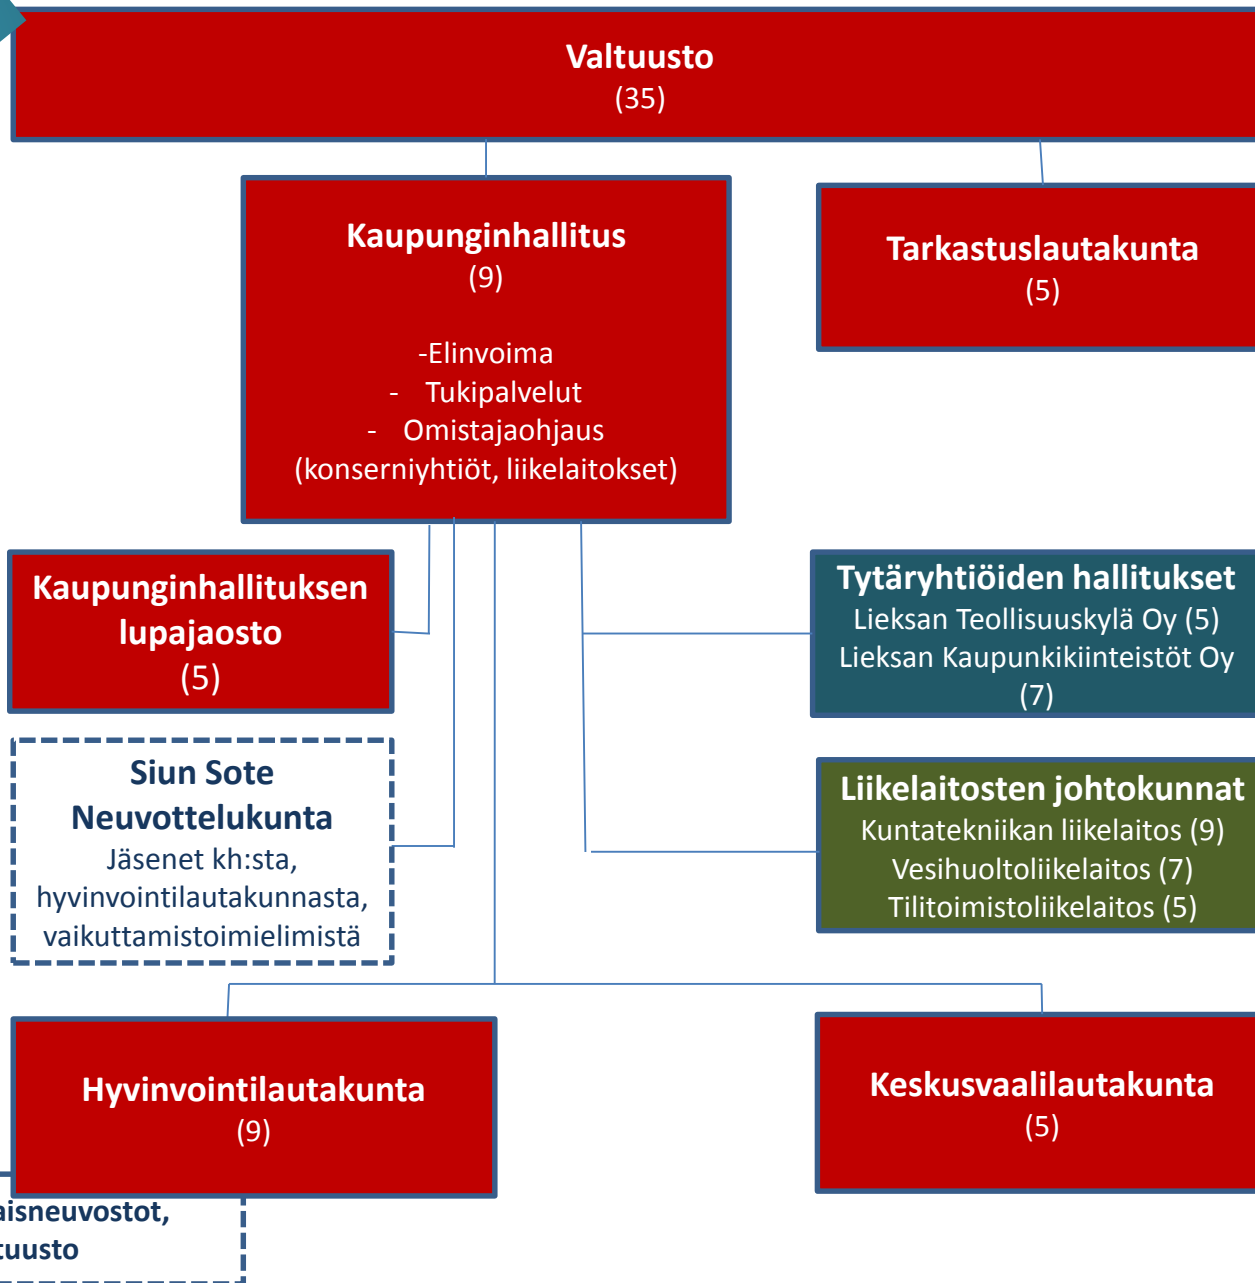 Valtuusto
(35)
Kaupunginhallitus
(9)
-Elinvoima
- Tukipalvelut
- Omistajaohjaus
(konserniyhtiöt, liikelaitokset)
Tarkastuslautakunta
(5)
Kaupunginhallituksen
lupajaosto
(5)
Tytäryhtiöiden hallitukset
Lieksan Teollisuuskylä Oy (5)
Lieksan Kaupunkikiinteistöt Oy
(7)
Siun Sote
Neuvottelukunta
Jäsenet kh:sta,
hyvinvointilautakunnasta,
vaikuttamistoimielimistä
Liikelaitosten johtokunnat
Kuntatekniikan liikelaitos (9)
Vesihuoltoliikelaitos (7)
Tilitoimistoliikelaitos (5)
Hyvinvointilautakunta
(9)
Keskusvaalilautakunta
(5)
aisneuvostot,
tuusto